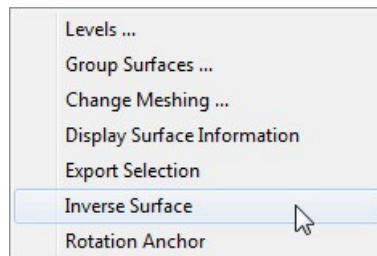 Levels ...
Group Surfaces ...
Change Meshing ...
Display Surface Information
Export Selection
Inverse Surface
Rotation Anchor